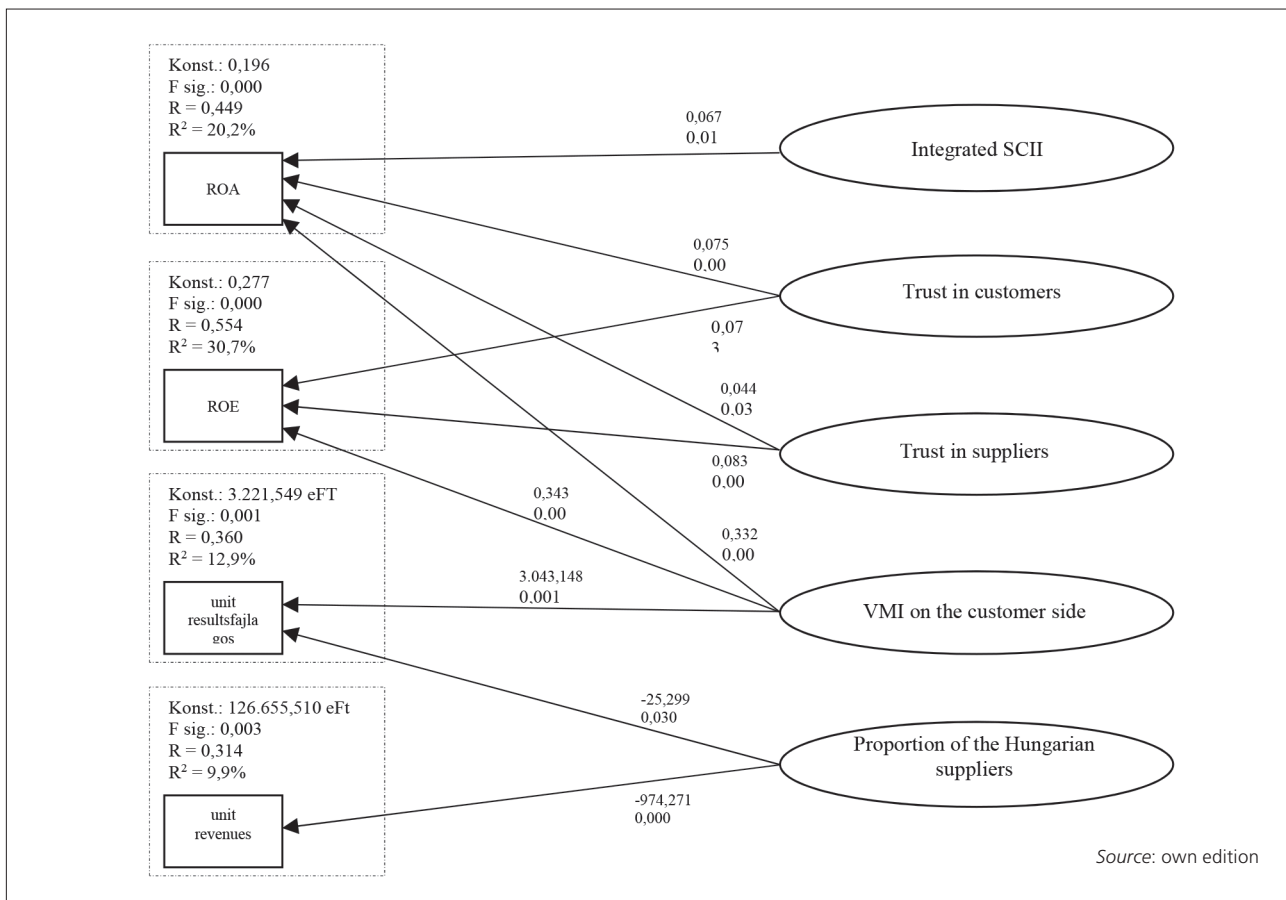 Konst.: 0,196
F sig.: 0,000
R = 0,449
R² = 20,2%
ROA
0,067
0,01
Integrated SCII
0,075
0,00
Trust in customers
Konst.: 0,277
F sig.: 0,000
R = 0,554
R² = 30,7%
ROE
0,07
3
0,044
0,03
Trust in suppliers
0,083
0,00
Konst.: 3.221,549 eFT
F sig.: 0,001
R = 0,360
R² = 12,9%
unit
resultsfajla
gos
0,343
0,00
0,332
0,00
3.043,148
0,001
VMI on the customer side
Konst.: 126.655,510 eFt
F sig.: 0,003
R = 0,314
R² = 9,9%
unit
revenues
-25,299
0,030
Proportion of the Hungarian
suppliers
-974,271
0,000
Source: own edition